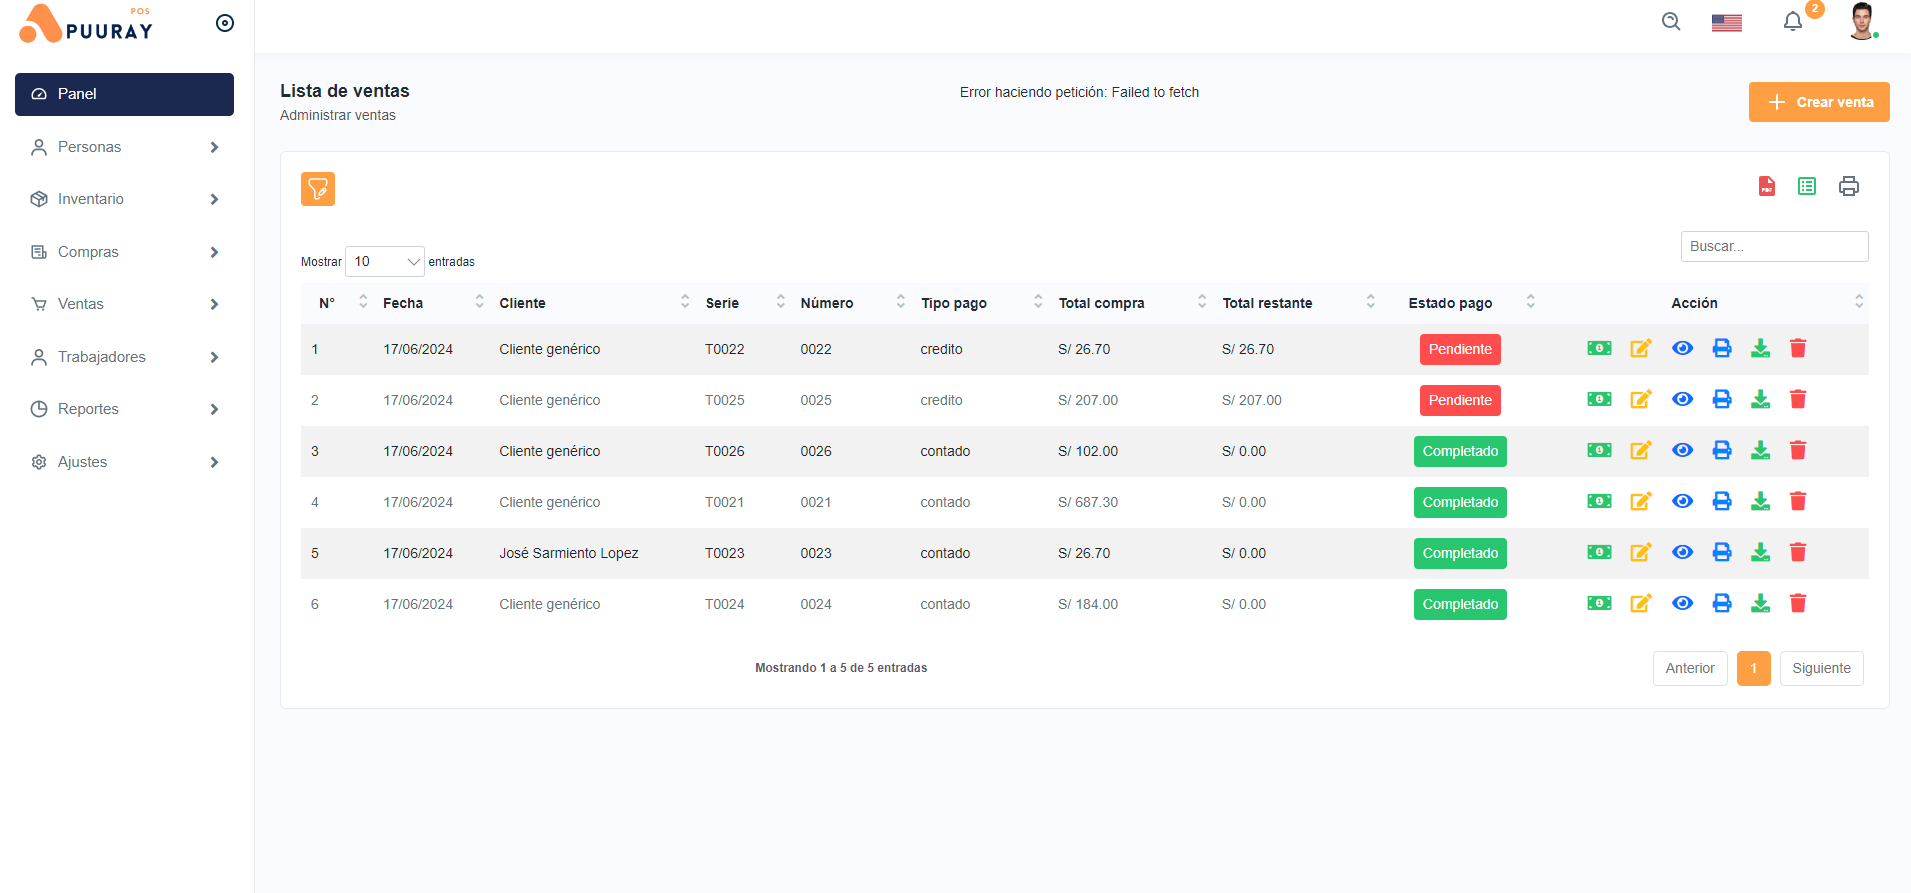 POS
PUURAY
2
Panel
Personas
Inventario
Compras
Ventas
Trabajadores
Reportes
Ajustes
Lista de ventas
Administrar ventas
Error haciendo petición: Failed to fetch
Crear venta
PDF
Buscar...
Mostrar 10 entradas
N° Fecha Cliente Serie Número Tipo pago Total compra Total restante Estado pago Acción
1 17/06/2024 Cliente genérico T0022 0022 credito S/ 26.70 S/ 26.70 Pendiente
2 17/06/2024 Cliente genérico T0025 0025 credito S/ 207.00 S/ 207.00 Pendiente
3 17/06/2024 Cliente genérico T0026 0026 contado S/ 102.00 S/ 0.00 Completado
4 17/06/2024 Cliente genérico T0021 0021 contado S/ 687.30 S/ 0.00 Completado
5 17/06/2024 José Sarmiento Lopez T0023 0023 contado S/ 26.70 S/ 0.00 Completado
6 17/06/2024 Cliente genérico T0024 0024 contado S/ 184.00 S/ 0.00 Completado
Mostrando 1 a 5 de 5 entradas
Anterior 1 Siguiente